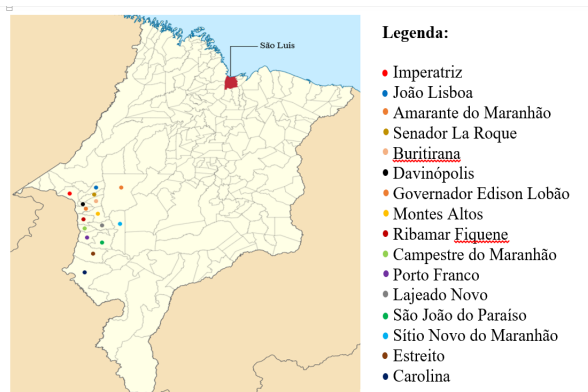 São Luís
Legenda:
Imperatriz
João Lisboa
Amarante do Maranhão
Senador La Roque
Buritirana
Davinópolis
Governador Edison Lobão
Montes Altos
Ribamar Fiquene
Campestre do Maranhão
Porto Franco
Lajeado Novo
São João do Paraíso
Sítio Novo do Maranhão
Estreito
Carolina